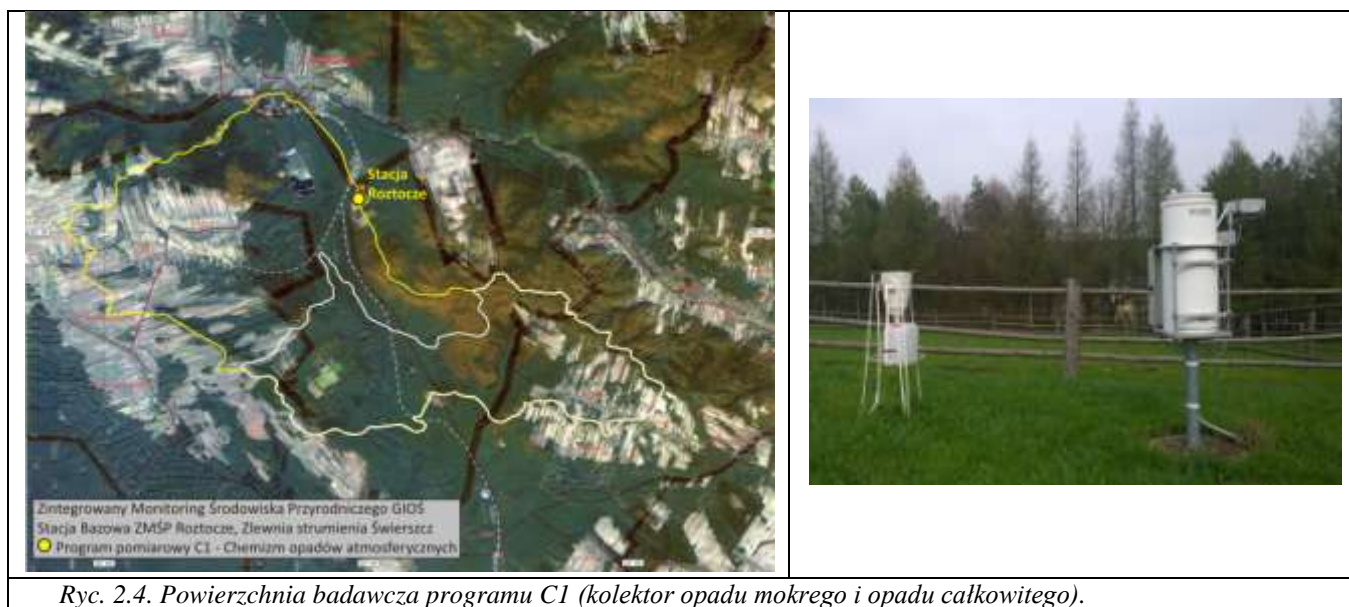 Stacja
Roztocze
Zintegrowany Monitoring Środowiska Przyrodniczego GIOŚ
Stacja Bazowa ZMŚP Roztocze, Zlewnia strumienia Świerszcz
Program pomiarowy C1 - Chemizm opadów atmosferycznych
Ryc. 2.4. Powierzchnia badawcza programu C1 (kolektor opadu mokrego i opadu całkowitego).